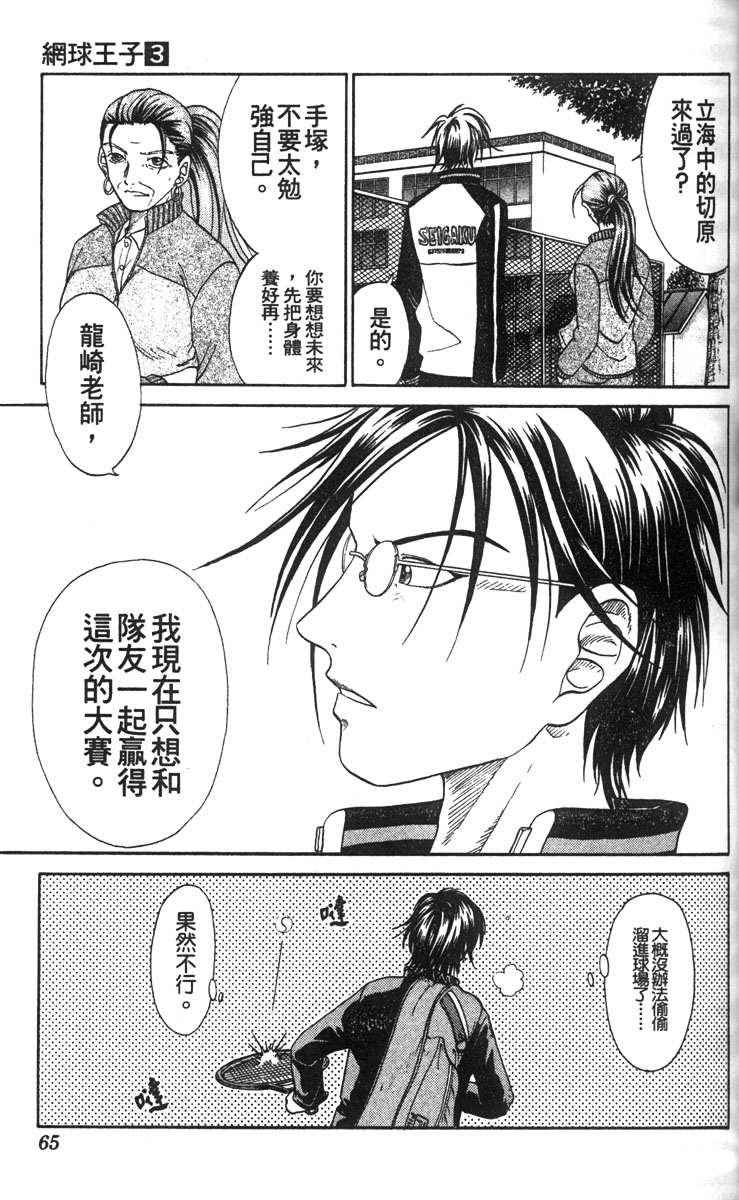 網球王子3
立海中的切原
來過了？
SEIGAKU
是的。
手塚，
不要太勉
強自己。
你要想想未來
，先把身體
養好再……
龍崎老師，
我現在只想和
隊友一起贏得
這次的大賽。
大概沒辦法偷偷
溜進球場了……
噠
果然不行。
噠
65